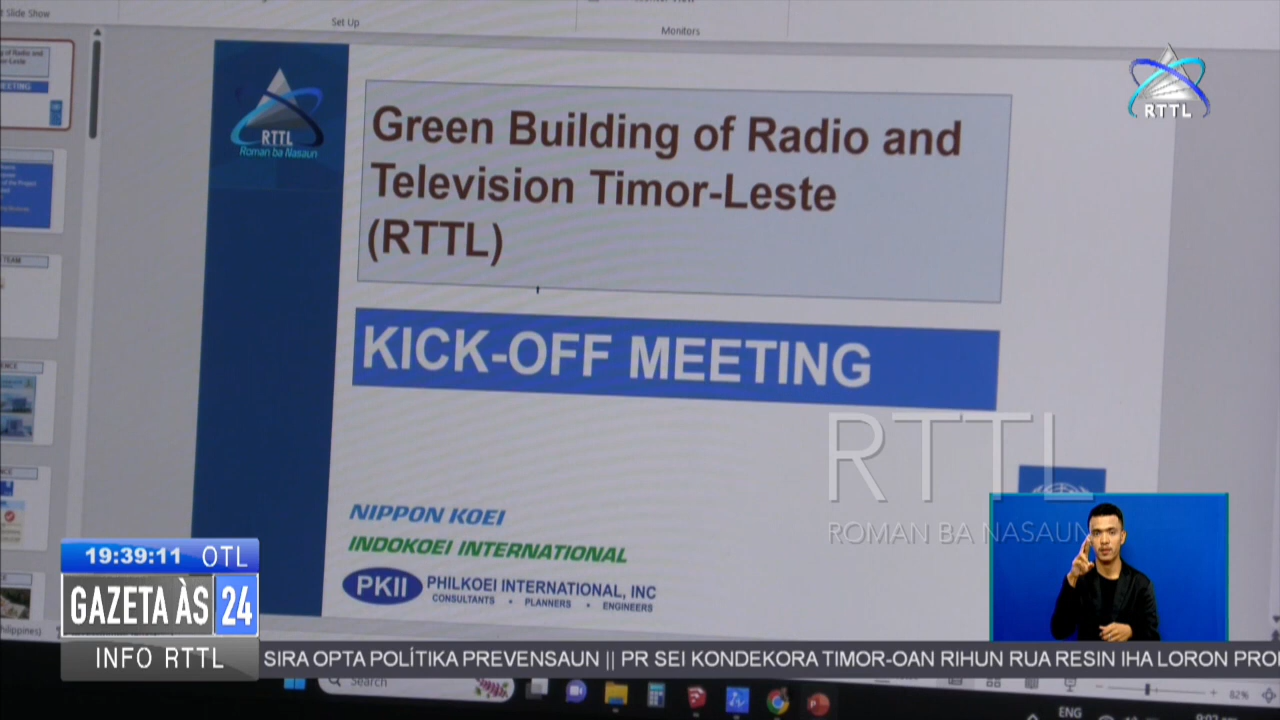 t Slide Show
Set Up
Monitors
RTTL
Roman ba Nasaun
Green Building of Radio and
Television Timor-Leste
(RTTL)
KICK-OFF MEETING
RTTL
RTTL
ROMAN BA NASAUN
NIPPON KOEI
INDOKOEI INTERNATIONAL
PKII
PHILKOEI INTERNATIONAL, INC
CONSULTANTS • PLANNERS • ENGINEERS
19:39:11 OTL
GAZETA ÀS 24
INFO RTTL
SIRA OPTA POLÍTIKA PREVENSAUN || PR SEI KONDEKORA TIMOR-OAN RIHUN RUA RESIN IHA LORON PRO
Search
82%
ENG